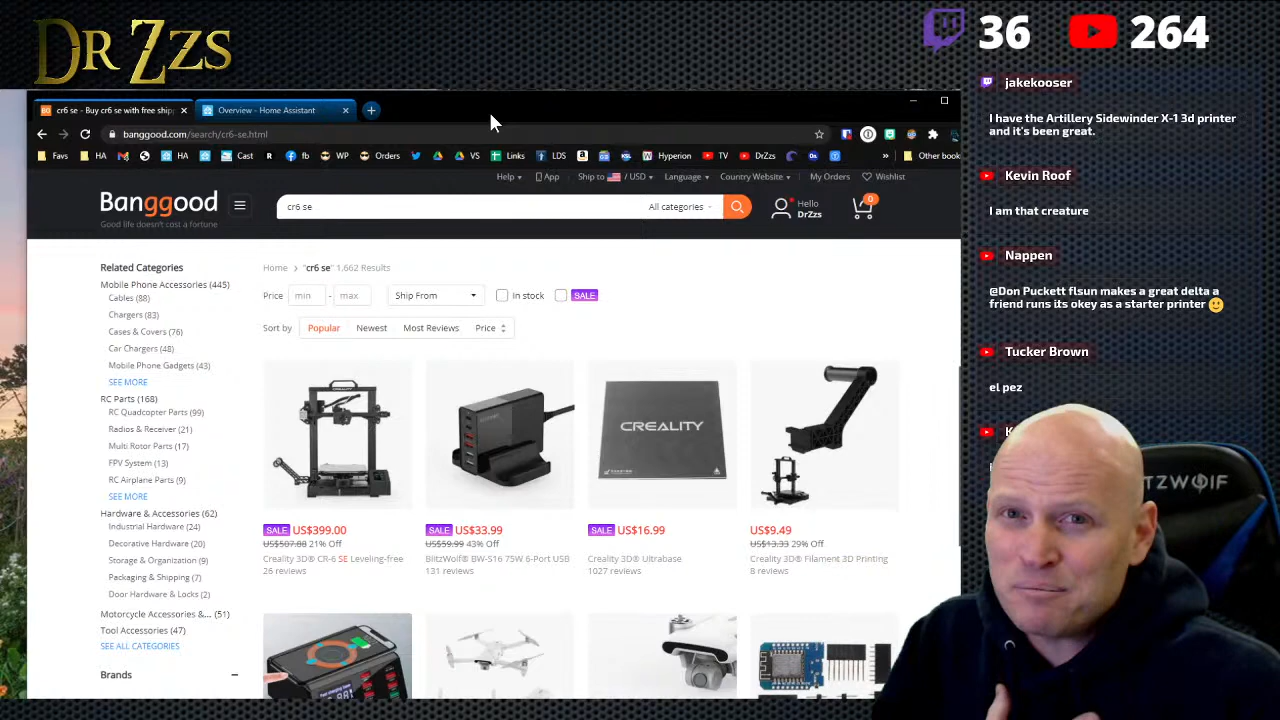 DR ZZS
36
264
jakekooser
I have the Artillery Sidewinder X-1 3d printer
and it's been great.
Kevin Roof
I am that creature
Nappen
@Don Puckett flsun makes a great delta a
friend runs its okey as a starter printer
Tucker Brown
el pez
cr6 se - Buy cr6 se with free ship
Overview - Home Assistant
banggood.com/search/cr6-se.html
Favs
HA
HA
Cast
R
fb
WP
Orders
VS
Links
LDS
KSL
Hyperion
TV
DrZzs
Other book
Help
App
Ship to / USD
Language
Country Website
My Orders
Wishlist
Banggood
Good life doesn't cost a fortune
cr6 se
All categories
Hello
DrZzs
0
Related Categories
Mobile Phone Accessories (445)
Cables (88)
Chargers (83)
Cases & Covers (76)
Car Chargers (48)
Mobile Phone Gadgets (43)
SEE MORE
RC Parts (168)
RC Quadcopter Parts (99)
Radios & Receiver (21)
Multi Rotor Parts (17)
FPV System (13)
RC Airplane Parts (9)
SEE MORE
Hardware & Accessories (62)
Industrial Hardware (24)
Decorative Hardware (20)
Storage & Organization (9)
Packaging & Shipping (7)
Door Hardware & Locks (2)
Motorcycle Accessories &... (51)
Tool Accessories (47)
SEE ALL CATEGORIES
Brands
Home > "cr6 se" 1,662 Results
Price min - max Ship From In stock SALE
Sort by Popular Newest Most Reviews Price
CREALITY
SALE US$399.00
US$507.88 21% Off
Creality 3D® CR-6 SE Leveling-free
26 reviews
SALE US$33.99
US$59.99 43% Off
BlitzWolf® BW-S16 75W 6-Port USB
131 reviews
SALE US$16.99
Creality 3D® Ultrabase
1027 reviews
US$9.49
US$13.33 29% Off
Creality 3D® Filament 3D Printing
8 reviews
TZWOLF